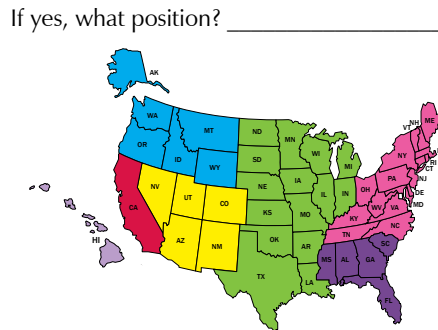 If yes, what position?
AK
WA
MT
ND
MN
VT NH ME
OR
ID
WY
SD
WI
MI
NY
RI
CT
NV
UT
CO
NE
IA
IL
IN
OH
PA
NJ
DE
MD
CA
KS
MO
KY
WV
VA
HI
AZ
NM
OK
AR
TN
NC
SC
TX
LA
MS
AL
GA
FL